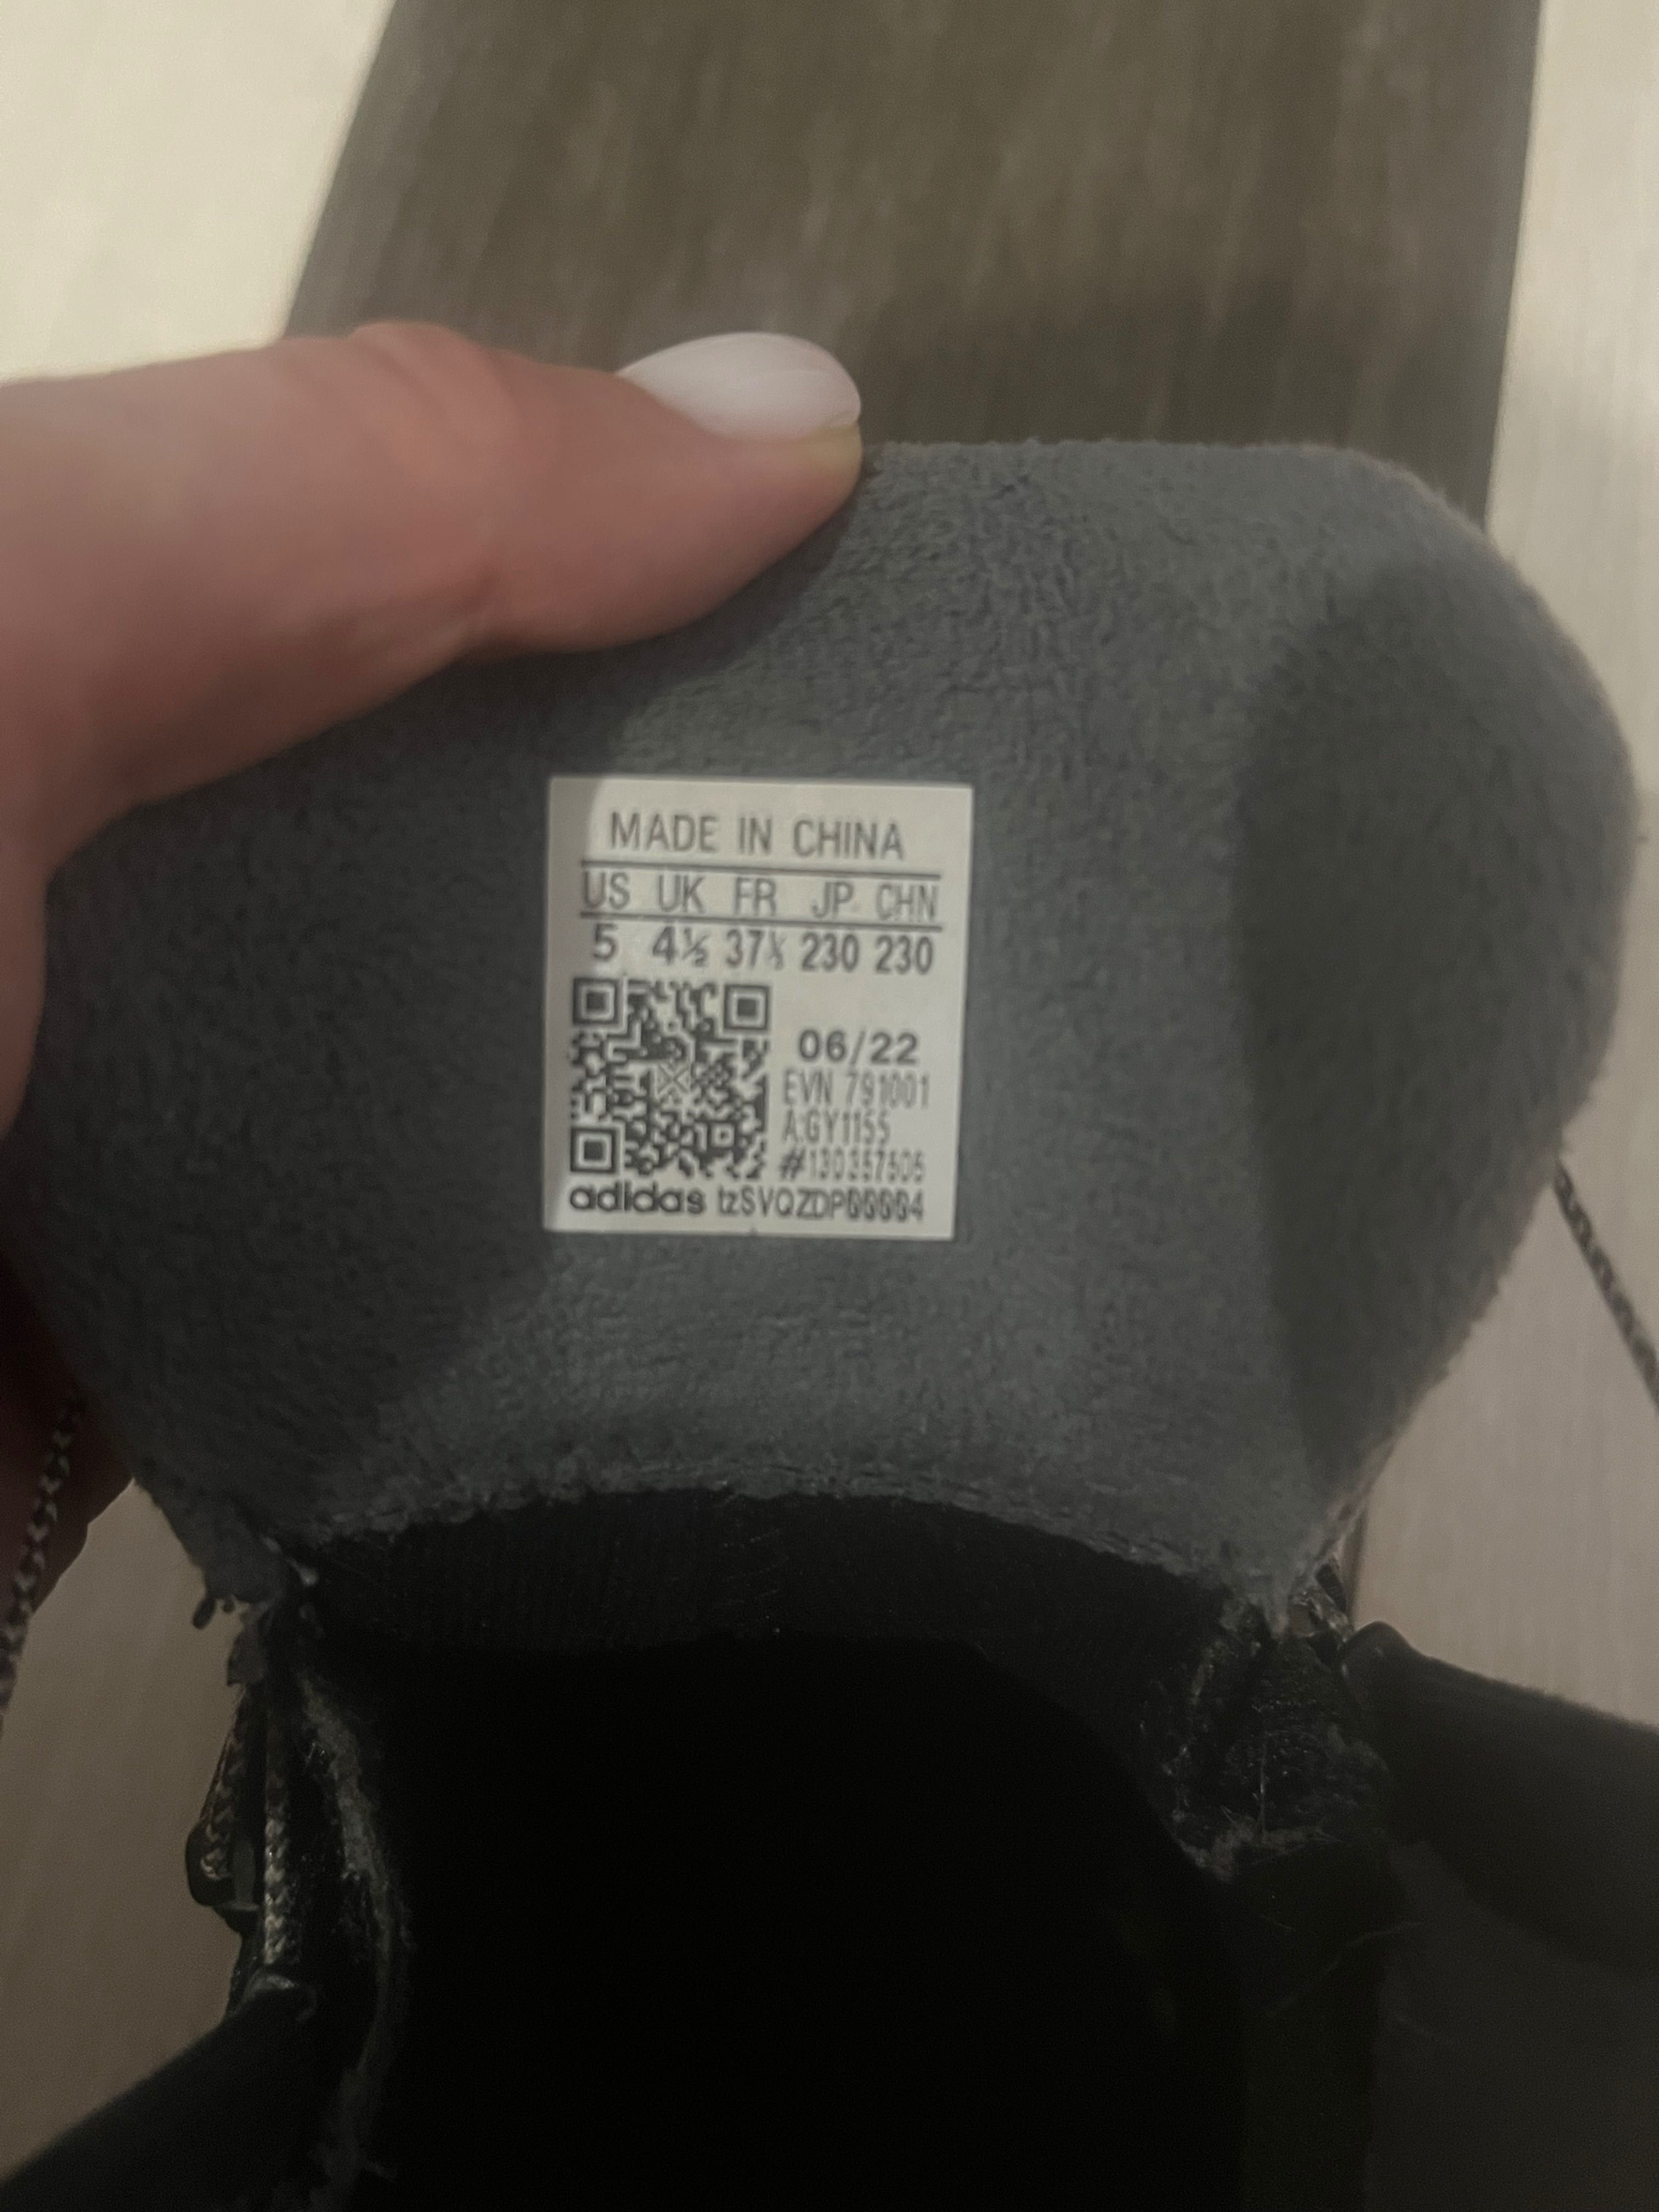 MADE IN CHINA
US UK FR JP CHN
5 4½ 37⅓ 230 230
06/22
EVN 791001
A:GY1155
#130357505
adidas tzSVQZDP00004